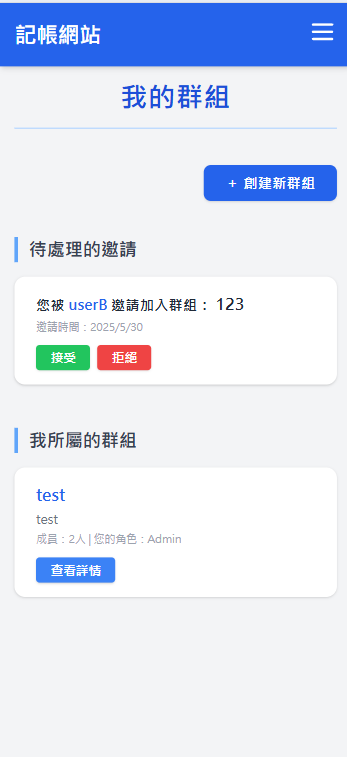 記帳網站
我的群組
+ 創建新群組
待處理的邀請
您被 userB 邀請加入群組： 123
邀請時間：2025/5/30
接受 拒絕
我所屬的群組
test
test
成員：2人 | 您的角色：Admin
查看詳情